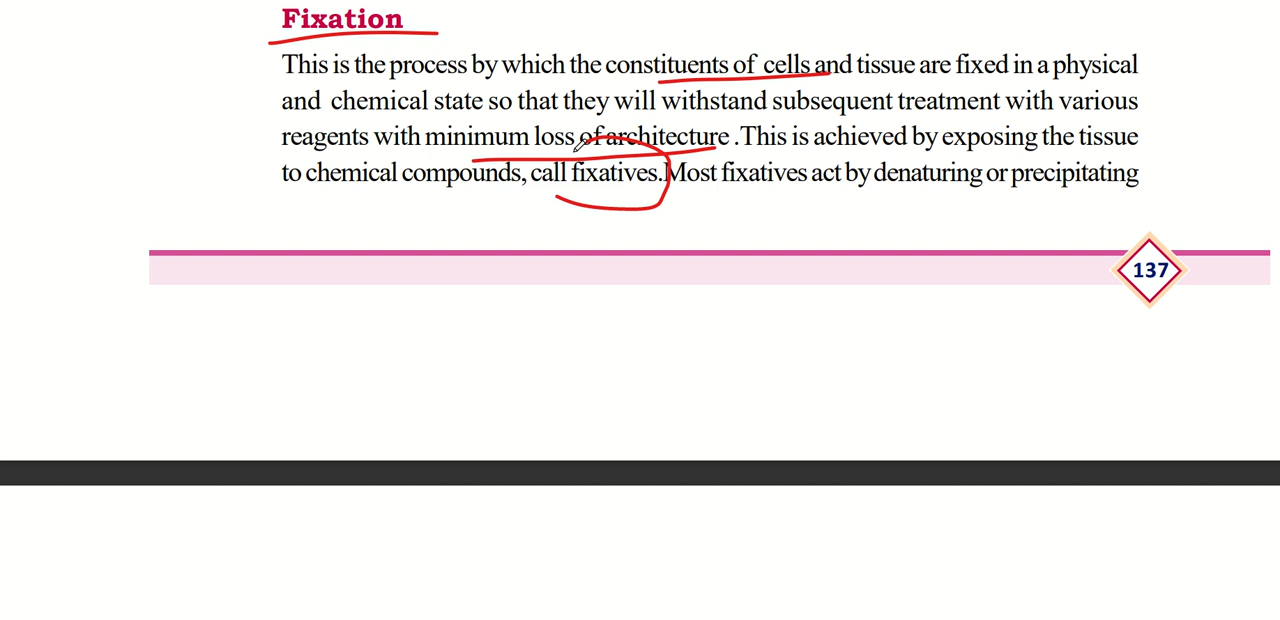 Fixation
This is the process by which the constituents of cells and tissue are fixed in a physical
and chemical state so that they will withstand subsequent treatment with various
reagents with minimum loss of architecture .This is achieved by exposing the tissue
to chemical compounds, call fixatives.Most fixatives act by denaturing or precipitating
137